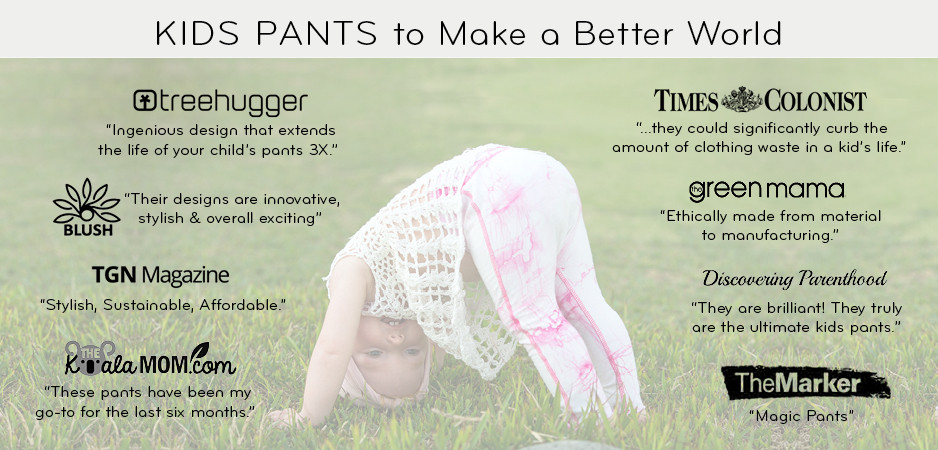 KIDS PANTS to Make a Better World
treehugger
“Ingenious design that extends
the life of your child’s pants 3X.”
BLUSH
“Their designs are innovative,
stylish & overall exciting”
TGN Magazine
“Stylish, Sustainable, Affordable.”
THE
Koala MOM.com
“These pants have been my
go-to for the last six months.”
TIMES COLONIST
“...they could significantly curb the
amount of clothing waste in a kid’s life.”
the greenmama
“Ethically made from material
to manufacturing.”
Discovering Parenthood
“They are brilliant! They truly
are the ultimate kids pants.”
TheMarker
“Magic Pants”